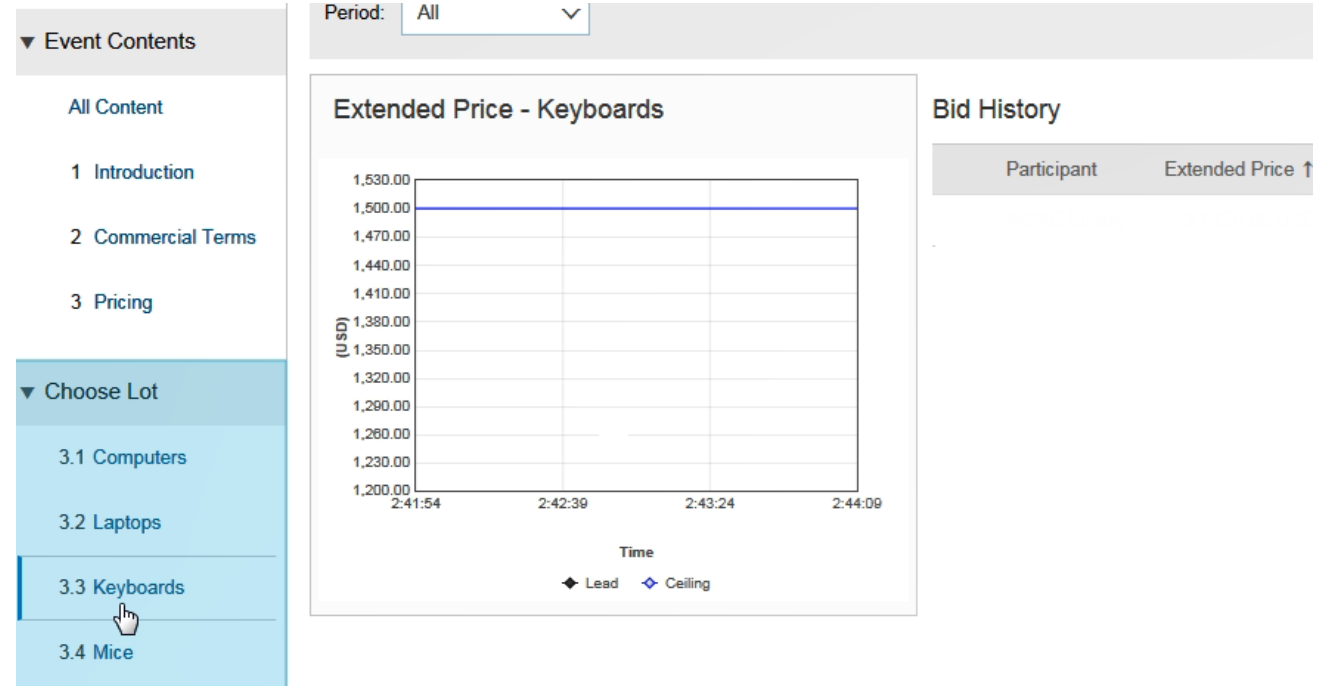 Period: All
▼ Event Contents
All Content
1 Introduction
2 Commercial Terms
3 Pricing
▼ Choose Lot
3.1 Computers
3.2 Laptops
3.3 Keyboards
3.4 Mice
Extended Price - Keyboards
1,530.00
1,500.00
1,470.00
1,440.00
1,410.00
1,380.00
1,350.00
1,320.00
1,290.00
1,260.00
1,230.00
1,200.00
(USD)
2:41:54 2:42:39 2:43:24 2:44:09
Time
Lead Ceiling
Bid History
Participant Extended Price ↑